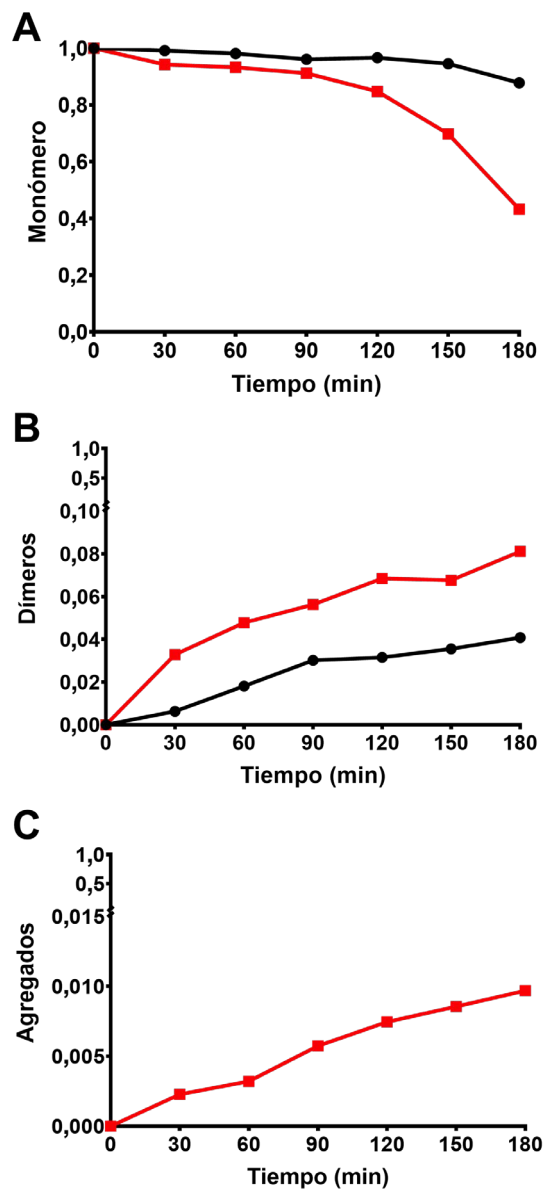 A
Monómero
1,0
0,8
0,6
0,4
0,2
0,0
0 30 60 90 120 150 180
Tiempo (min)
B
Dímeros
1,0
0,5
0,10
0,08
0,06
0,04
0,02
0,00
0 30 60 90 120 150 180
Tiempo (min)
C
Agregados
1,0
0,5
0,015
0,010
0,005
0,000
0 30 60 90 120 150 180
Tiempo (min)